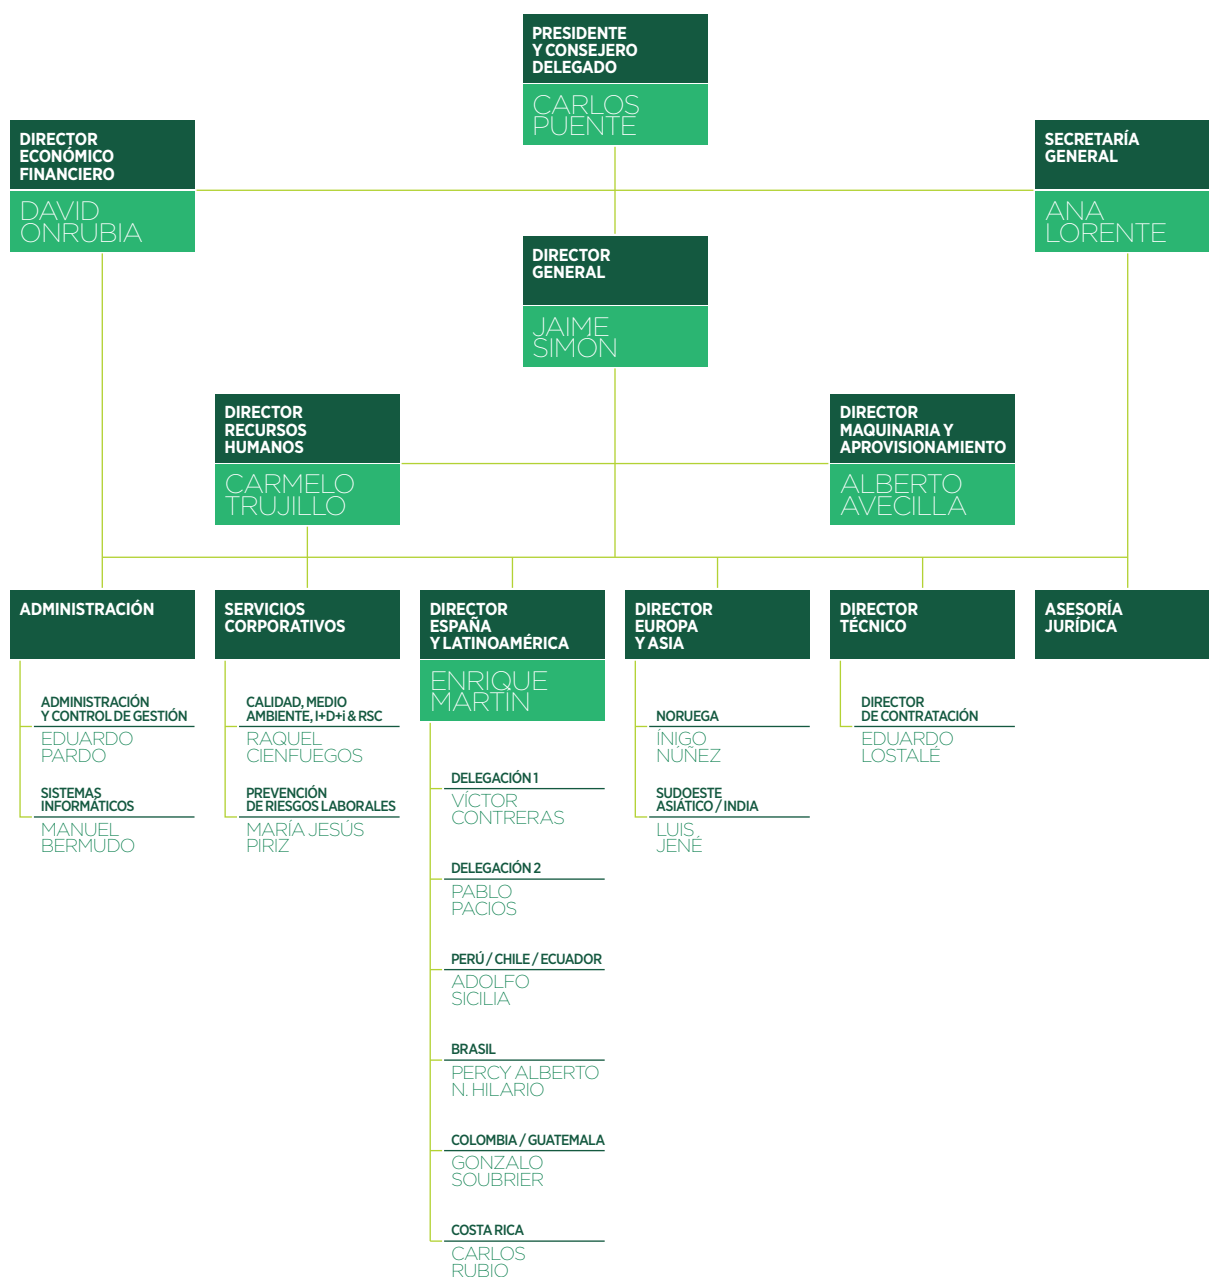 PRESIDENTE
Y CONSEJERO
DELEGADO
CARLOS
PUENTE
DIRECTOR
ECONÓMICO
FINANCIERO
DAVID
ONRUBIA
SECRETARÍA
GENERAL
ANA
LORENTE
DIRECTOR
GENERAL
JAIME
SIMÓN
DIRECTOR
RECURSOS
HUMANOS
CARMELO
TRUJILLO
DIRECTOR
MAQUINARIA Y
APROVISIONAMIENTO
ALBERTO
AVECILLA
ADMINISTRACIÓN
ADMINISTRACIÓN
Y CONTROL DE GESTIÓN
EDUARDO
PARDO
SISTEMAS
INFORMÁTICOS
MANUEL
BERMUDO
SERVICIOS
CORPORATIVOS
CALIDAD, MEDIO
AMBIENTE, I+D+i & RSC
RAQUEL
CIENFUEGOS
PREVENCIÓN
DE RIESGOS LABORALES
MARÍA JESÚS
PIRIZ
DIRECTOR
ESPAÑA
Y LATINOAMÉRICA
ENRIQUE
MARTÍN
DELEGACIÓN 1
VÍCTOR
CONTRERAS
DELEGACIÓN 2
PABLO
PACIOS
PERÚ / CHILE / ECUADOR
ADOLFO
SICILIA
BRASIL
PERCY ALBERTO
N. HILARIO
COLOMBIA / GUATEMALA
GONZALO
SOUBRIER
COSTA RICA
CARLOS
RUBIO
DIRECTOR
EUROPA
Y ASIA
NORUEGA
ÍÑIGO
NÚÑEZ
SUDOESTE
ASIÁTICO / INDIA
LUIS
JENÉ
DIRECTOR
TÉCNICO
DIRECTOR
DE CONTRATACIÓN
EDUARDO
LOSTALÉ
ASESORÍA
JURÍDICA